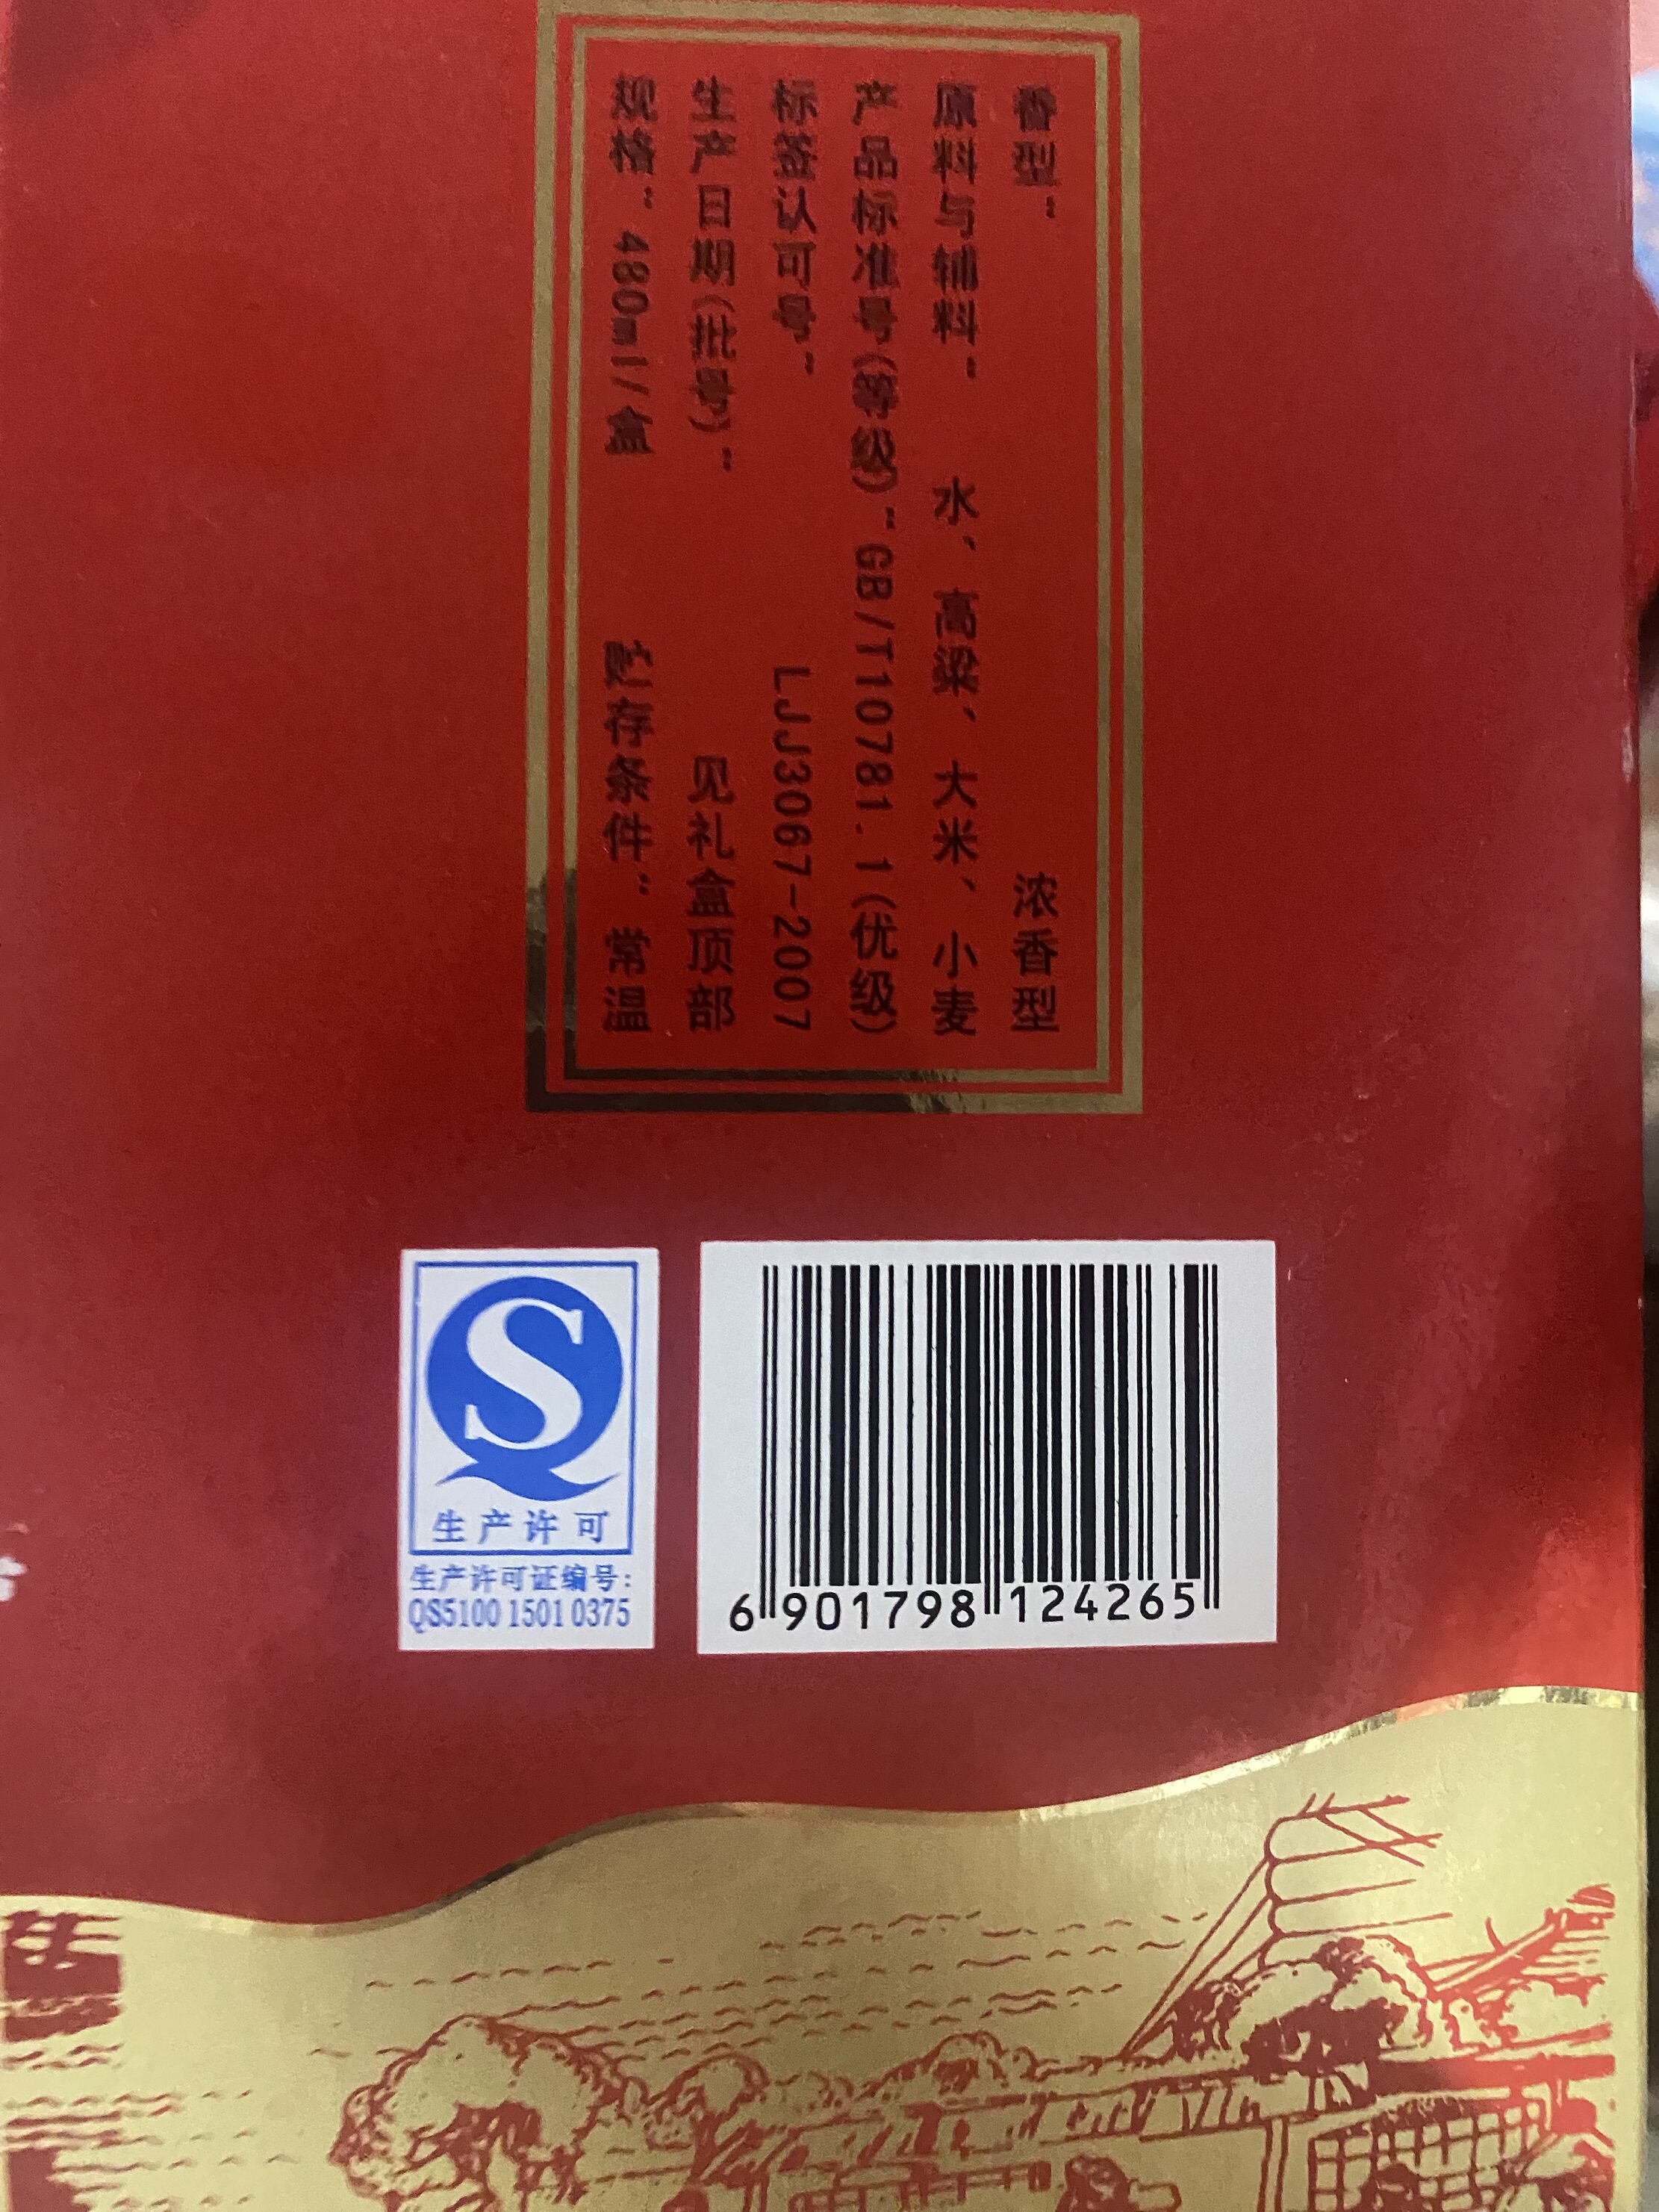 香型: 浓香型
原料与辅料: 水、高粱、大米、小麦
产品标准号(等级):GB/T10781.1(优级)
标签认可号: LJJ3067-2007
生产日期(批号): 见礼盒顶部
规格: 480ml/盒 贮存条件: 常温
生产许可
生产许可证编号:
QS5100 1501 0375
6 901798 124265